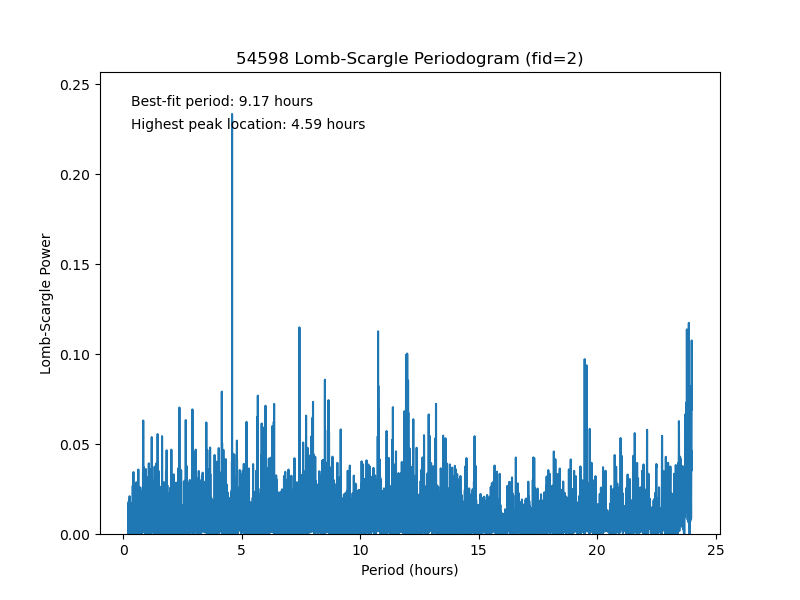 54598 Lomb-Scargle Periodogram (fid=2)
Best-fit period: 9.17 hours
Highest peak location: 4.59 hours
Lomb-Scargle Power
0.25
0.20
0.15
0.10
0.05
0.00
0 5 10 15 20 25
Period (hours)